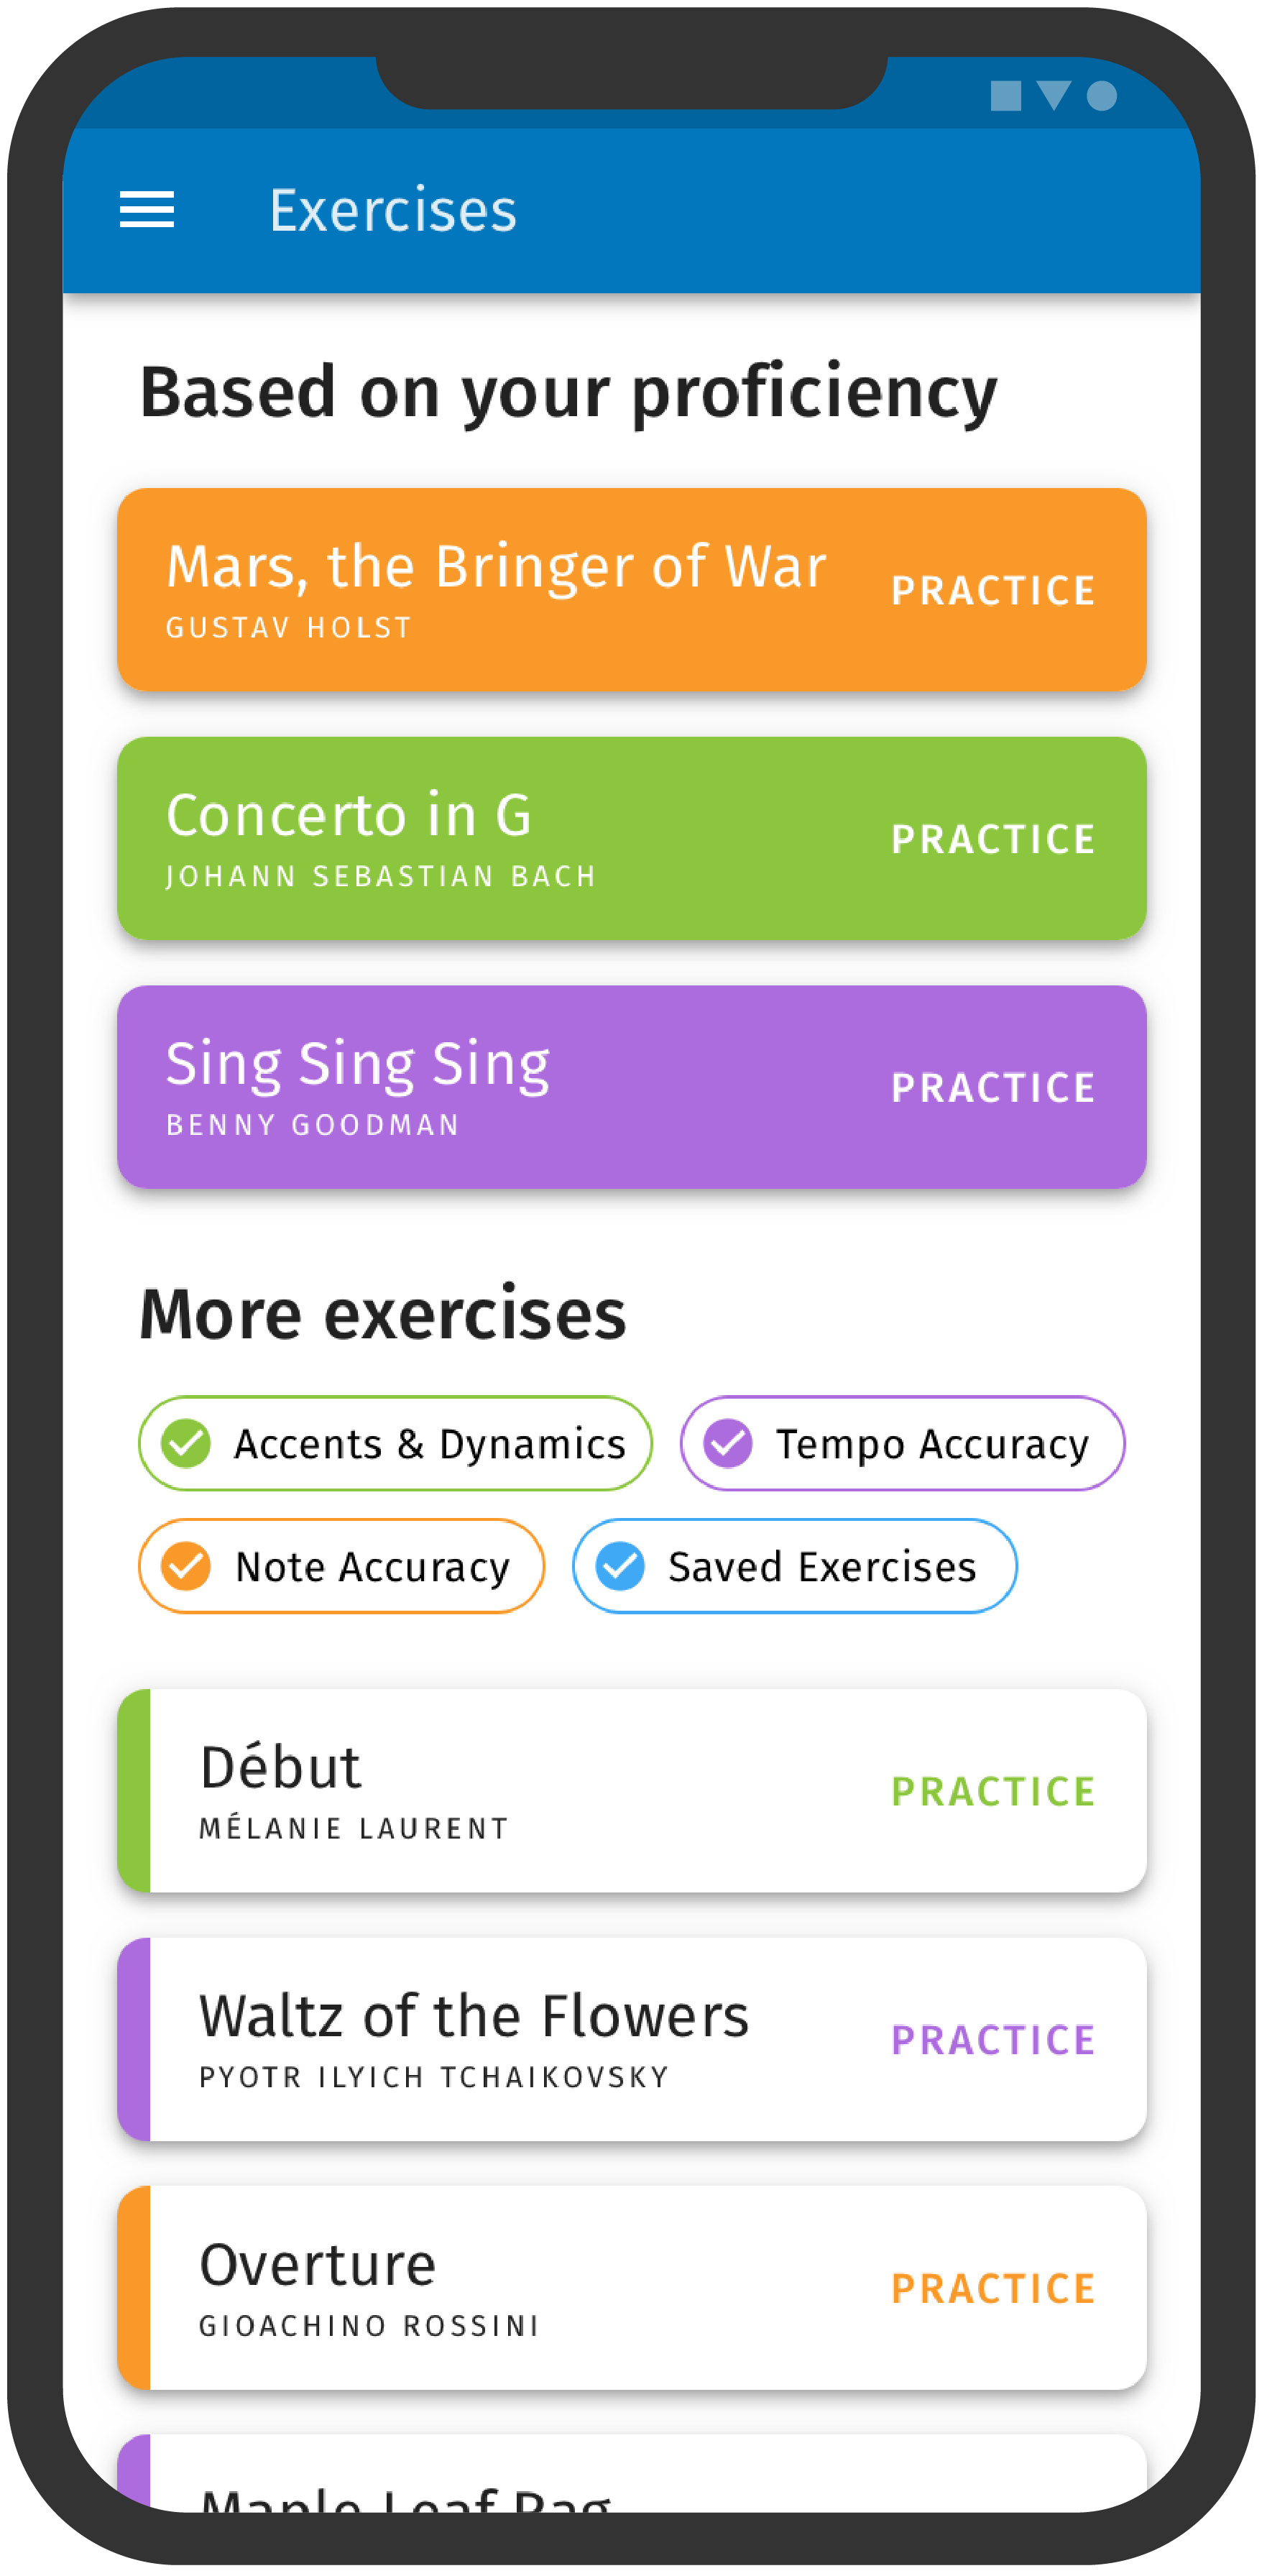 Exercises
Based on your proficiency
Mars, the Bringer of War
GUSTAV HOLST
PRACTICE
Concerto in G
JOHANN SEBASTIAN BACH
PRACTICE
Sing Sing Sing
BENNY GOODMAN
PRACTICE
More exercises
Accents & Dynamics
Tempo Accuracy
Note Accuracy
Saved Exercises
Début
MÉLANIE LAURENT
PRACTICE
Waltz of the Flowers
PYOTR ILYICH TCHAIKOVSKY
PRACTICE
Overture
GIOACHINO ROSSINI
PRACTICE
Maple Leaf Rag